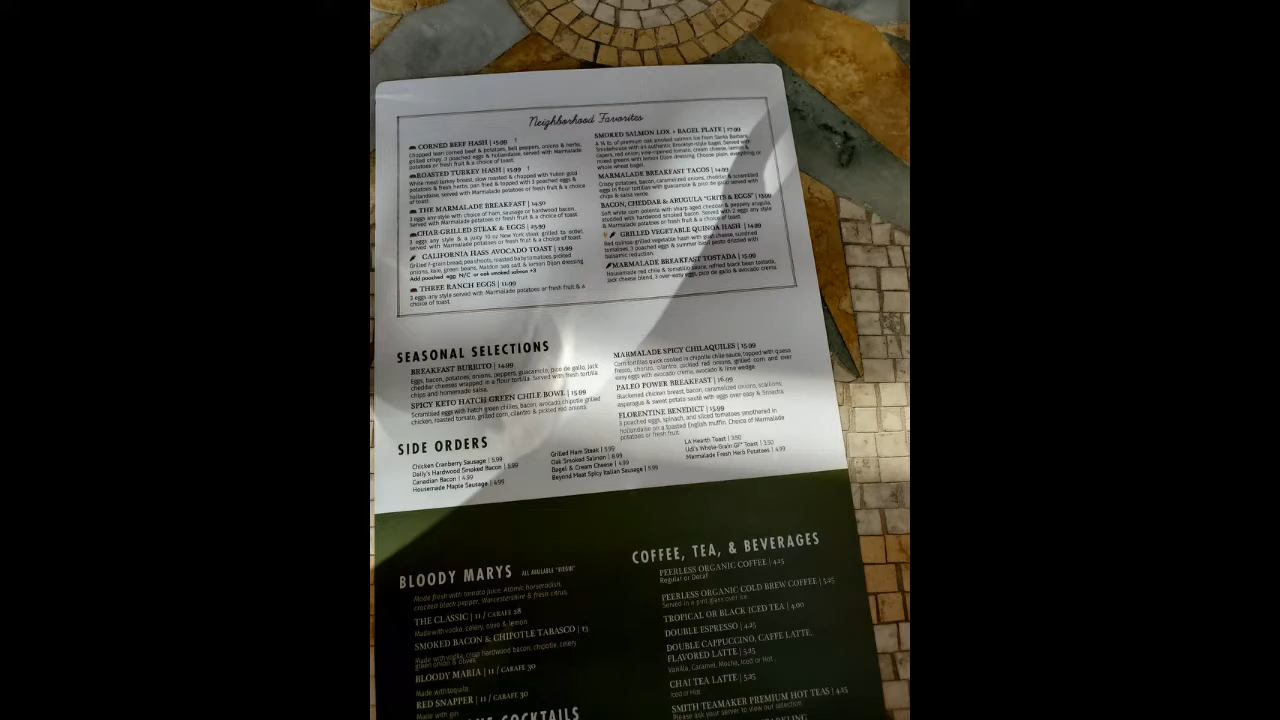 Neighborhood Favorites
CORNED BEEF HASH | 15.99
Chopped lean corned beef & potatoes, bell peppers, onions & herbs,
grilled crisp, 3 poached eggs & hollandaise, served with Marmalade
potatoes or fresh fruit & a choice of toast.
ROASTED TURKEY HASH | 15.99
White meat turkey breast, slow roasted & chopped with Yukon gold
potatoes & fresh herbs, pan fried & topped with 3 poached eggs &
hollandaise, served with Marmalade potatoes or fresh fruit & a choice
of toast.
THE MARMALADE BREAKFAST | 14.50
3 eggs any style with choice of ham, sausage or hardwood bacon,
served with Marmalade potatoes or fresh fruit & a choice of toast.
CHAR-GRILLED STEAK & EGGS | 25.99
3 eggs any style & a juicy 10 oz New York steak grilled to order,
served with Marmalade potatoes or fresh fruit & a choice of toast.
CALIFORNIA HASS AVOCADO TOAST | 13.99
Grilled 7-grain bread, pea shoots, roasted baby tomatoes, pickled
onions, kale, green beans, Maldon sea salt & lemon Dijon dressing.
Add poached egg N/C or oak smoked salmon +3
THREE RANCH EGGS | 11.99
3 eggs any style served with Marmalade potatoes or fresh fruit & a
choice of toast.
SMOKED SALMON LOX + BAGEL PLATE | 17.99
A ¼ lb. of premium oak smoked salmon lox from Santa Barbara
Smokehouse with an authentic Brooklyn-style bagel. Served with
capers, red onion, vine-ripened tomato, cream cheese, lemon &
mixed greens with lemon Dijon dressing. Choose plain, everything or
whole wheat bagel.
MARMALADE BREAKFAST TACOS | 14.99
Crispy potatoes, bacon, caramelized onions, cheddar & scrambled
eggs in flour tortillas with guacamole & pico de gallo served with
chips & salsa verde.
BACON, CHEDDAR & ARUGULA "GRITS & EGGS" | 13.99
Soft white corn polenta with sharp aged cheddar & peppery arugula,
studded with hardwood smoked bacon. Served with 2 eggs any style
& Marmalade potatoes or fresh fruit & a choice of toast.
GRILLED VEGETABLE QUINOA HASH | 14.99
Red quinoa-grilled vegetable hash with goat cheese, sundried
tomatoes, 3 poached eggs & summer basil pesto drizzled with
balsamic reduction.
MARMALADE BREAKFAST TOSTADA | 15.99
Housemade red chile & tomatillo sauce, refried black bean tostada,
jack cheese blend, 3 over-easy eggs, pico de gallo & avocado crema.
SEASONAL SELECTIONS
BREAKFAST BURRITO | 14.99
Eggs, bacon, potatoes, onions, peppers, guacamole, pico de gallo, jack
cheddar cheeses wrapped in a flour tortilla. Served with fresh tortilla
chips and homemade salsa.
SPICY KETO HATCH GREEN CHILE BOWL | 15.99
Scrambled eggs with hatch green chilies, bacon, avocado, chipotle grilled
chicken, roasted tomato, grilled corn, cilantro & pickled red onions.
MARMALADE SPICY CHILAQUILES | 15.99
Corn tortillas quick cooked in chipotle chile sauce, topped with queso
fresco, chorizo, cilantro, pickled red onions, grilled corn and over
easy eggs with avocado crema, avocado & lime wedge.
PALEO POWER BREAKFAST | 16.99
Blackened chicken breast, bacon, caramelized onions, scallions,
asparagus & sweet potato sauté with eggs over easy & Sriracha.
FLORENTINE BENEDICT | 15.99
3 poached eggs, spinach, and sliced tomatoes smothered in
hollandaise on a toasted English muffin. Choice of Marmalade
potatoes or fresh fruit.
SIDE ORDERS
Chicken Cranberry Sausage | 5.99
Daily's Hardwood Smoked Bacon | 5.99
Canadian Bacon | 4.99
Housemade Maple Sausage | 4.99
Grilled Ham Steak | 5.99
Oak Smoked Salmon | 8.99
Bagel & Cream Cheese | 4.99
Beyond Meat Spicy Italian Sausage | 5.99
LA Hearth Toast | 3.50
Udi's Whole-Grain GF* Toast | 3.50
Marmalade Fresh Herb Potatoes | 4.99
BLOODY MARYS ALL AVAILABLE "VIRGIN"
Made fresh with tomato juice, Atomic horseradish,
cracked black pepper, Worcestershire & fresh citrus.
THE CLASSIC | 11 / CARAFE 28
Made with vodka, celery, olive & lemon
SMOKED BACON & CHIPOTLE TABASCO | 13
Made with vodka, crisp hardwood bacon, chipotle, celery
green onion & olives.
BLOODY MARIA | 11 / CARAFE 30
Made with tequila.
RED SNAPPER | 11 / CARAFE 30
Made with gin.
COCKTAILS
COFFEE, TEA, & BEVERAGES
PEERLESS ORGANIC COFFEE | 4.25
Regular or Decaf
PEERLESS ORGANIC COLD BREW COFFEE | 5.25
Served in a pint glass over ice.
TROPICAL OR BLACK ICED TEA | 4.00
DOUBLE ESPRESSO | 4.25
DOUBLE CAPPUCCINO, CAFFE LATTE,
FLAVORED LATTE | 5.25
Vanilla, Caramel, Mocha, Iced or Hot.
CHAI TEA LATTE | 5.25
Iced or Hot.
SMITH TEAMAKER PREMIUM HOT TEAS | 4.25
Please ask your server to view our selection.